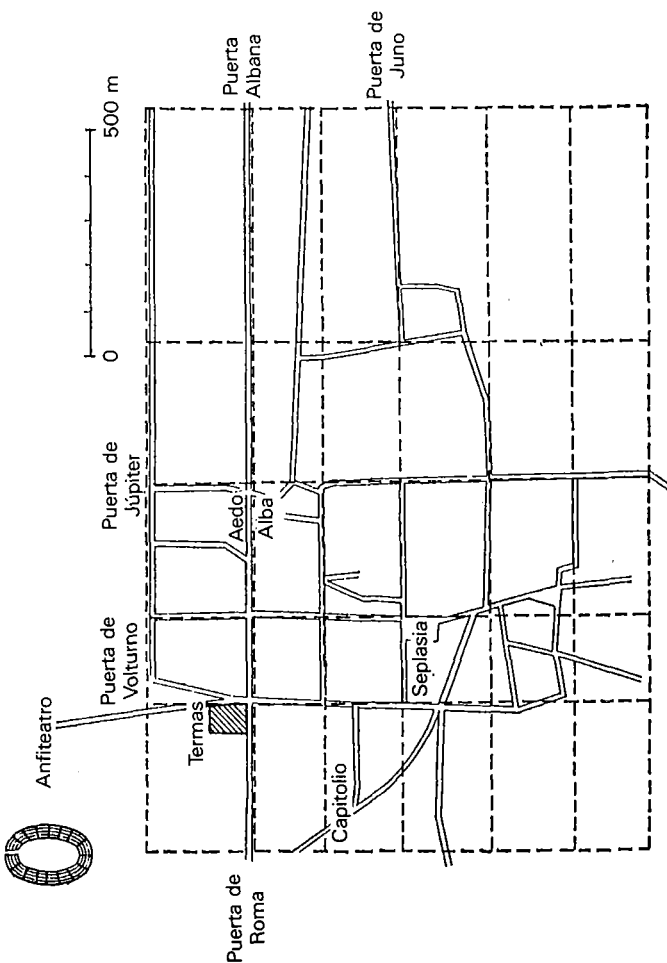 Anfiteatro
Puerta de
Volturno
Puerta de
Júpiter
0
500 m
Termas
Aedo
Alba
Puerta
Albana
Puerta de
Juno
Puerta de
Roma
Capitolio
Seplasia